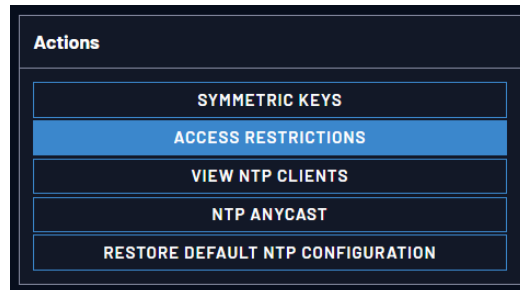 Actions
SYMMETRIC KEYS
ACCESS RESTRICTIONS
VIEW NTP CLIENTS
NTP ANYCAST
RESTORE DEFAULT NTP CONFIGURATION